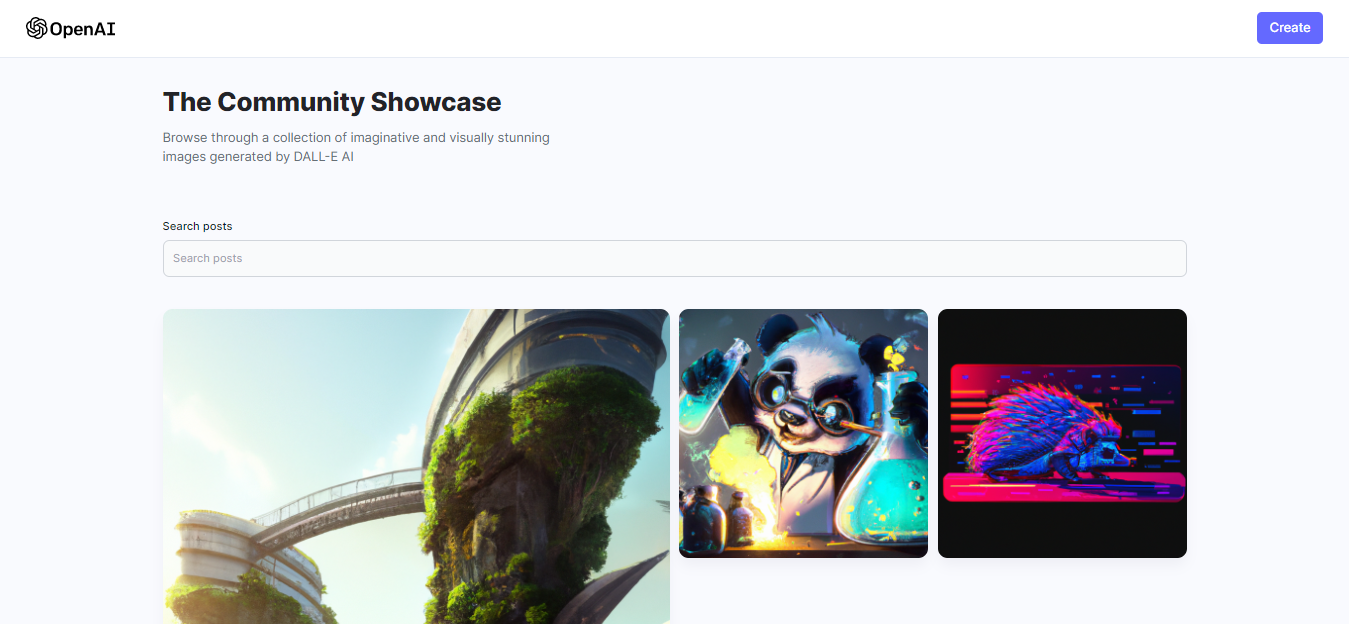 OpenAI
Create
The Community Showcase
Browse through a collection of imaginative and visually stunning
images generated by DALL-E AI
Search posts
Search posts